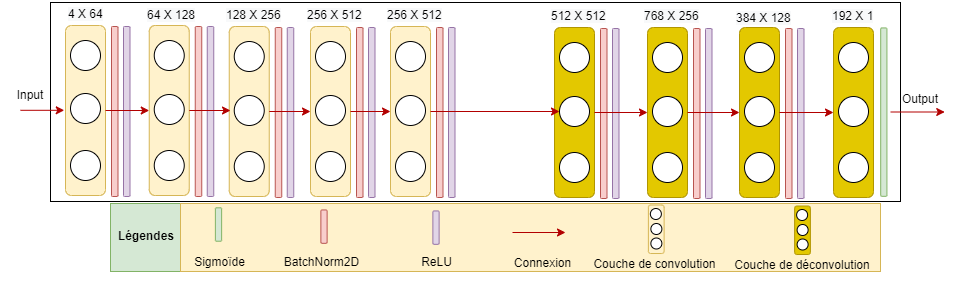 4 X 64 64 X 128 128 X 256 256 X 512 256 X 512 512 X 512 768 X 256 384 X 128 192 X 1
Input
Output
Légendes
Sigmoïde BatchNorm2D ReLU Connexion Couche de convolution Couche de déconvolution